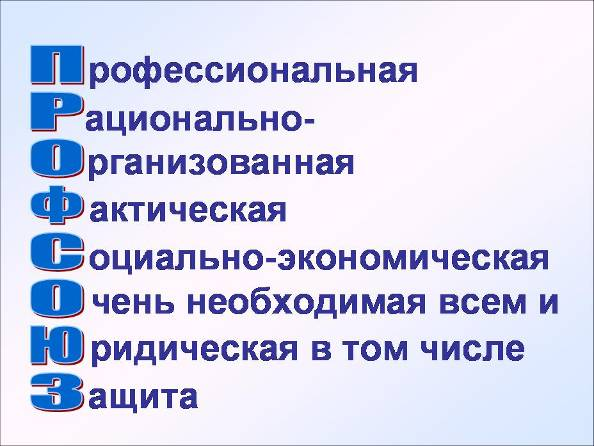 Профессиональная
Рационально-
Организованная
Фактическая
Социально-экономическая
Очень необходимая всем и
Юридическая в том числе
Защита